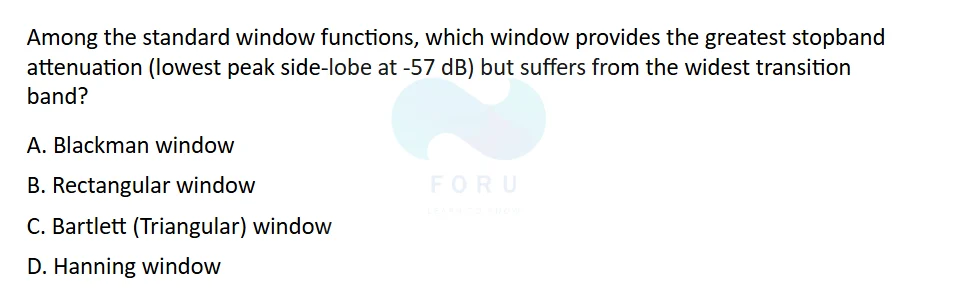 Among the standard window functions, which window provides the greatest stopband
attenuation (lowest peak side-lobe at -57 dB) but suffers from the widest transition
band?
A. Blackman window
B. Rectangular window
FORU
C. Bartlett (Triangular) window
D. Hanning window